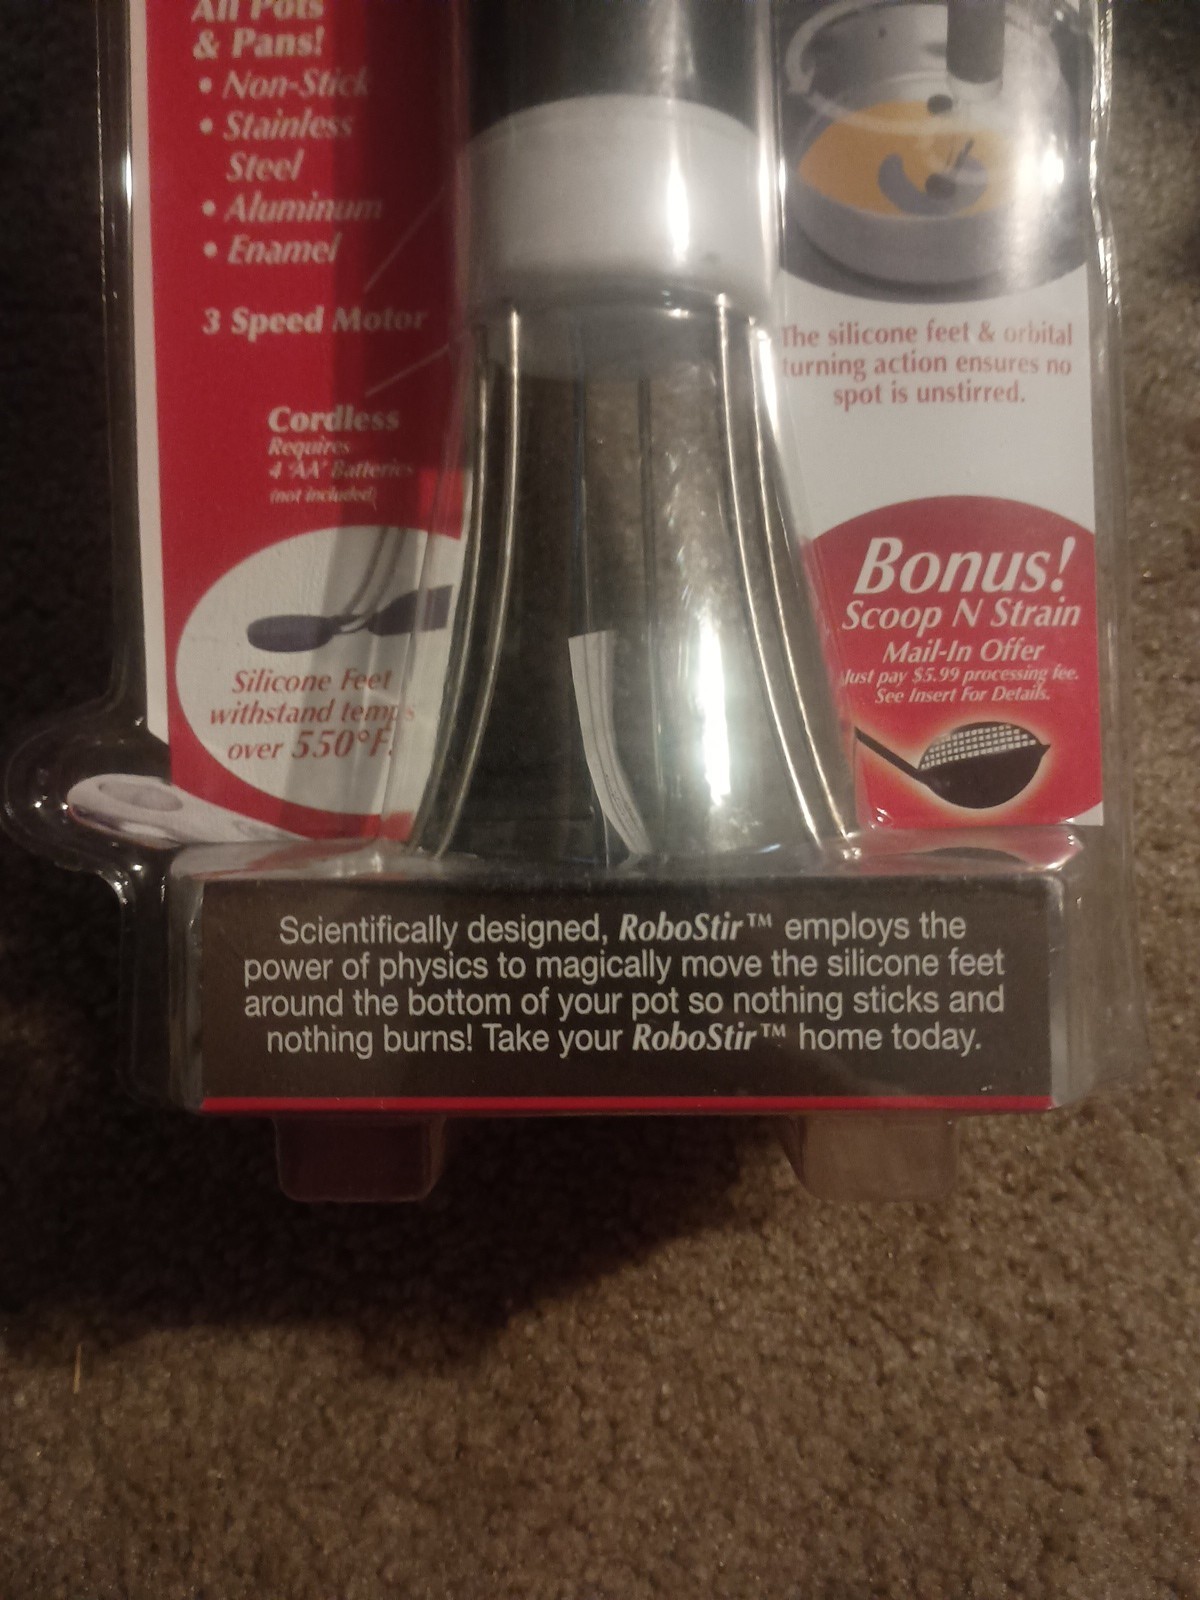 All Pots
& Pans!
• Non-Stick
• Stainless
Steel
• Aluminum
• Enamel
3 Speed Motor
Cordless
Requires
4 'AA' Batteries
(not included)
Silicone Feet
withstand temps
over 550°F.
The silicone feet & orbital
turning action ensures no
spot is unstirred.
Bonus!
Scoop N Strain
Mail-In Offer
Just pay $5.99 processing fee.
See Insert For Details.
Scientifically designed, RoboStir™ employs the
power of physics to magically move the silicone feet
around the bottom of your pot so nothing sticks and
nothing burns! Take your RoboStir™ home today.